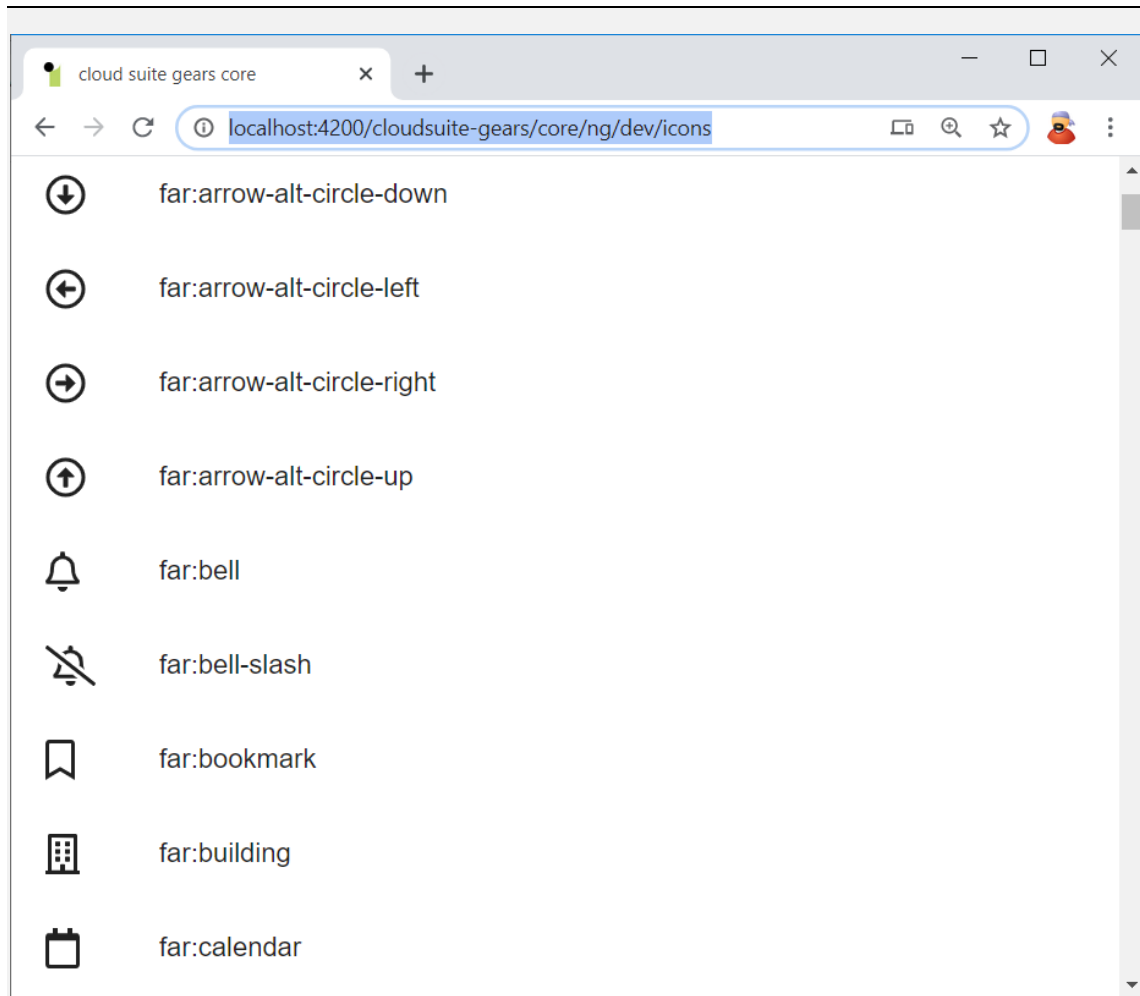 cloud suite gears core
localhost:4200/cloudsuite-gears/core/ng/dev/icons
far:arrow-alt-circle-down
far:arrow-alt-circle-left
far:arrow-alt-circle-right
far:arrow-alt-circle-up
far:bell
far:bell-slash
far:bookmark
far:building
far:calendar